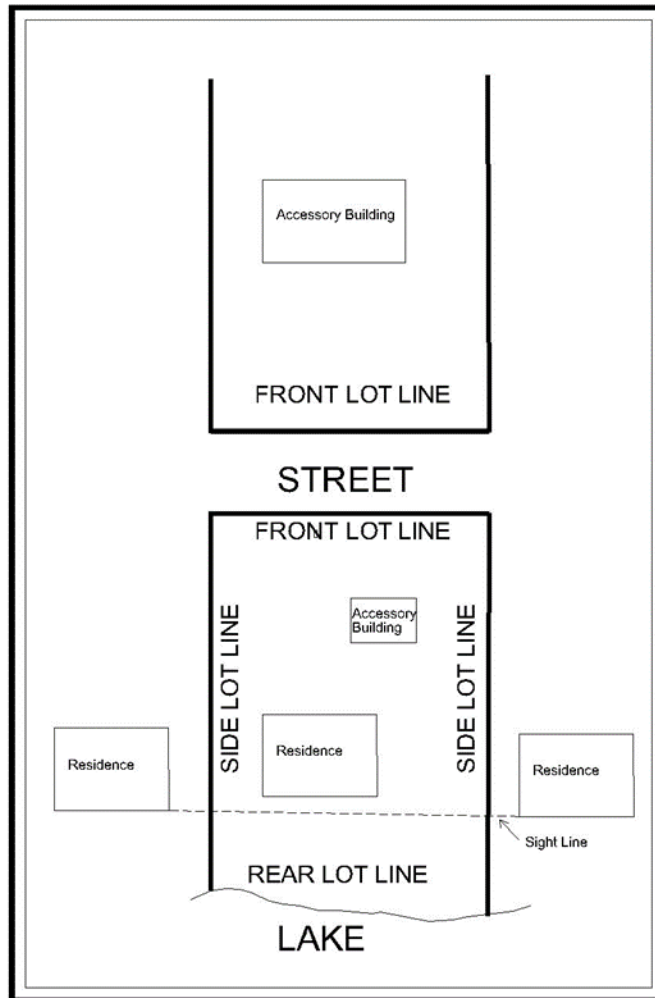 Accessory Building
FRONT LOT LINE
STREET
FRONT LOT LINE
Accessory
Building
SIDE LOT LINE
SIDE LOT LINE
Residence
Residence
Residence
Sight Line
REAR LOT LINE
LAKE